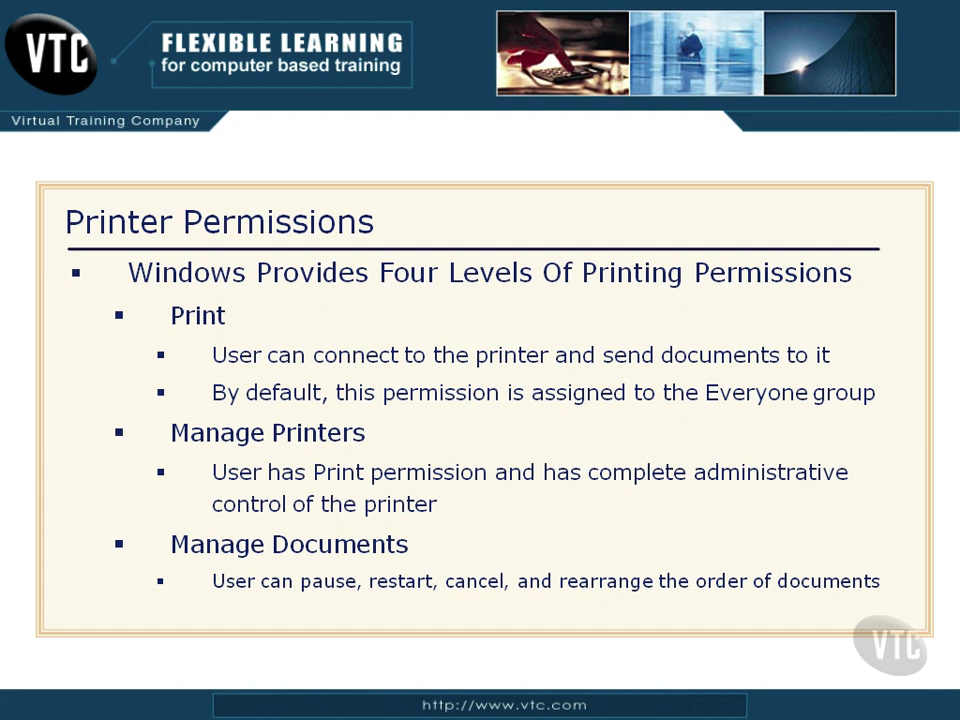 VTC
FLEXIBLE LEARNING
for computer based training
Virtual Training Company
Printer Permissions
▪ Windows Provides Four Levels Of Printing Permissions
▪ Print
▪ User can connect to the printer and send documents to it
▪ By default, this permission is assigned to the Everyone group
▪ Manage Printers
▪ User has Print permission and has complete administrative
control of the printer
▪ Manage Documents
▪ User can pause, restart, cancel, and rearrange the order of documents
VTC
http://www.vtc.com